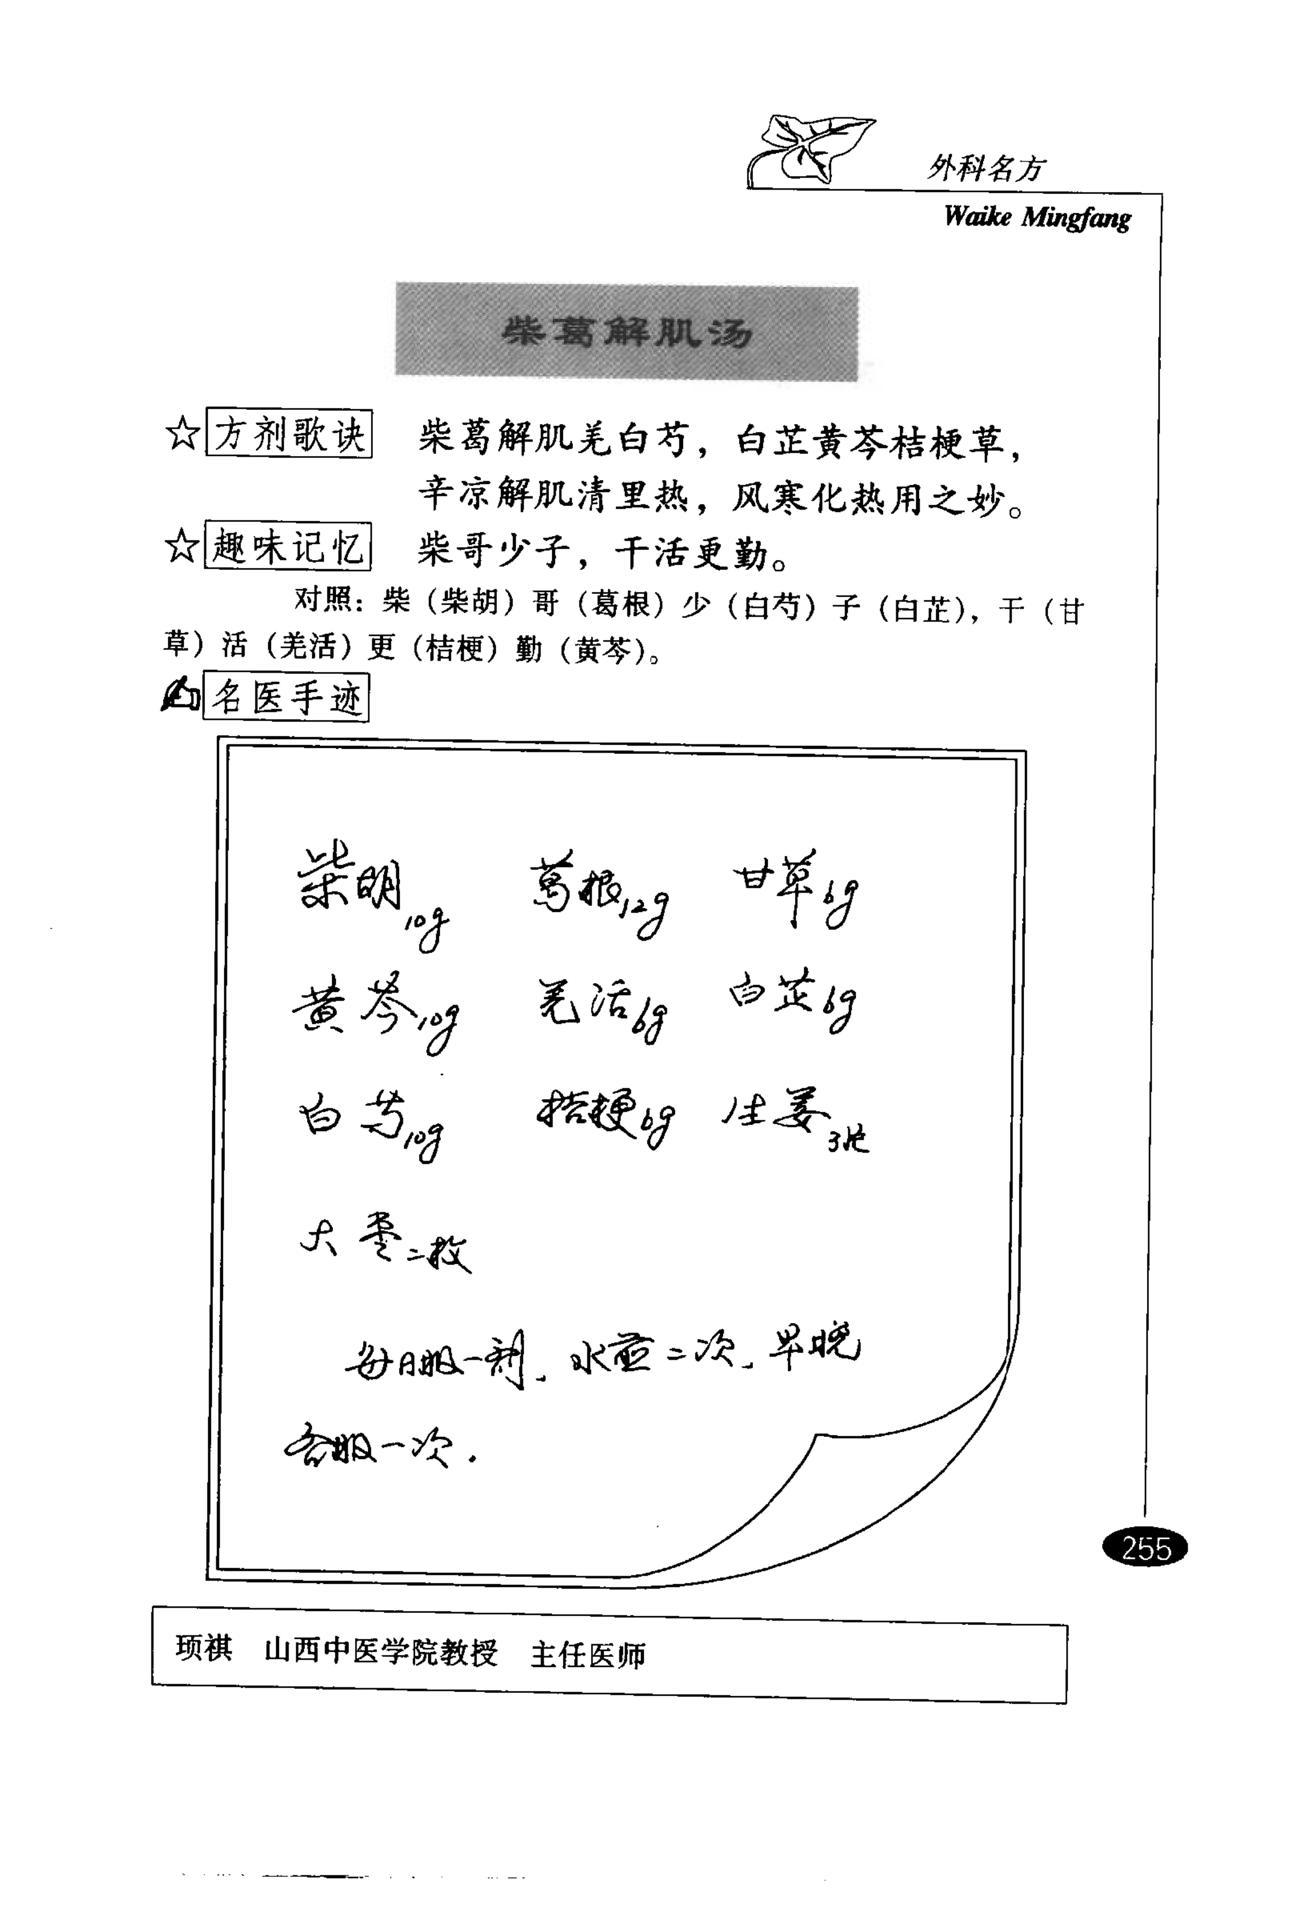 外科名方
Waike Mingfang
柴葛解肌汤
☆方剂歌诀 柴葛解肌羌白芍，白芷黄芩桔梗草，
辛凉解肌清里热，风寒化热用之妙。
☆趣味记忆 柴哥少子，干活更勤。
对照：柴（柴胡）哥（葛根）少（白芍）子（白芷），干（甘
草）活（羌活）更（桔梗）勤（黄芩）。
名医手迹
柴胡10g 葛根12g 甘草6g
黄芩10g 羌活6g 白芷6g
白芍10g 桔梗6g 生姜3片
大枣二枚
每日服一剂，水煎二次，早晚
各服一次.
255
顼祺 山西中医学院教授 主任医师